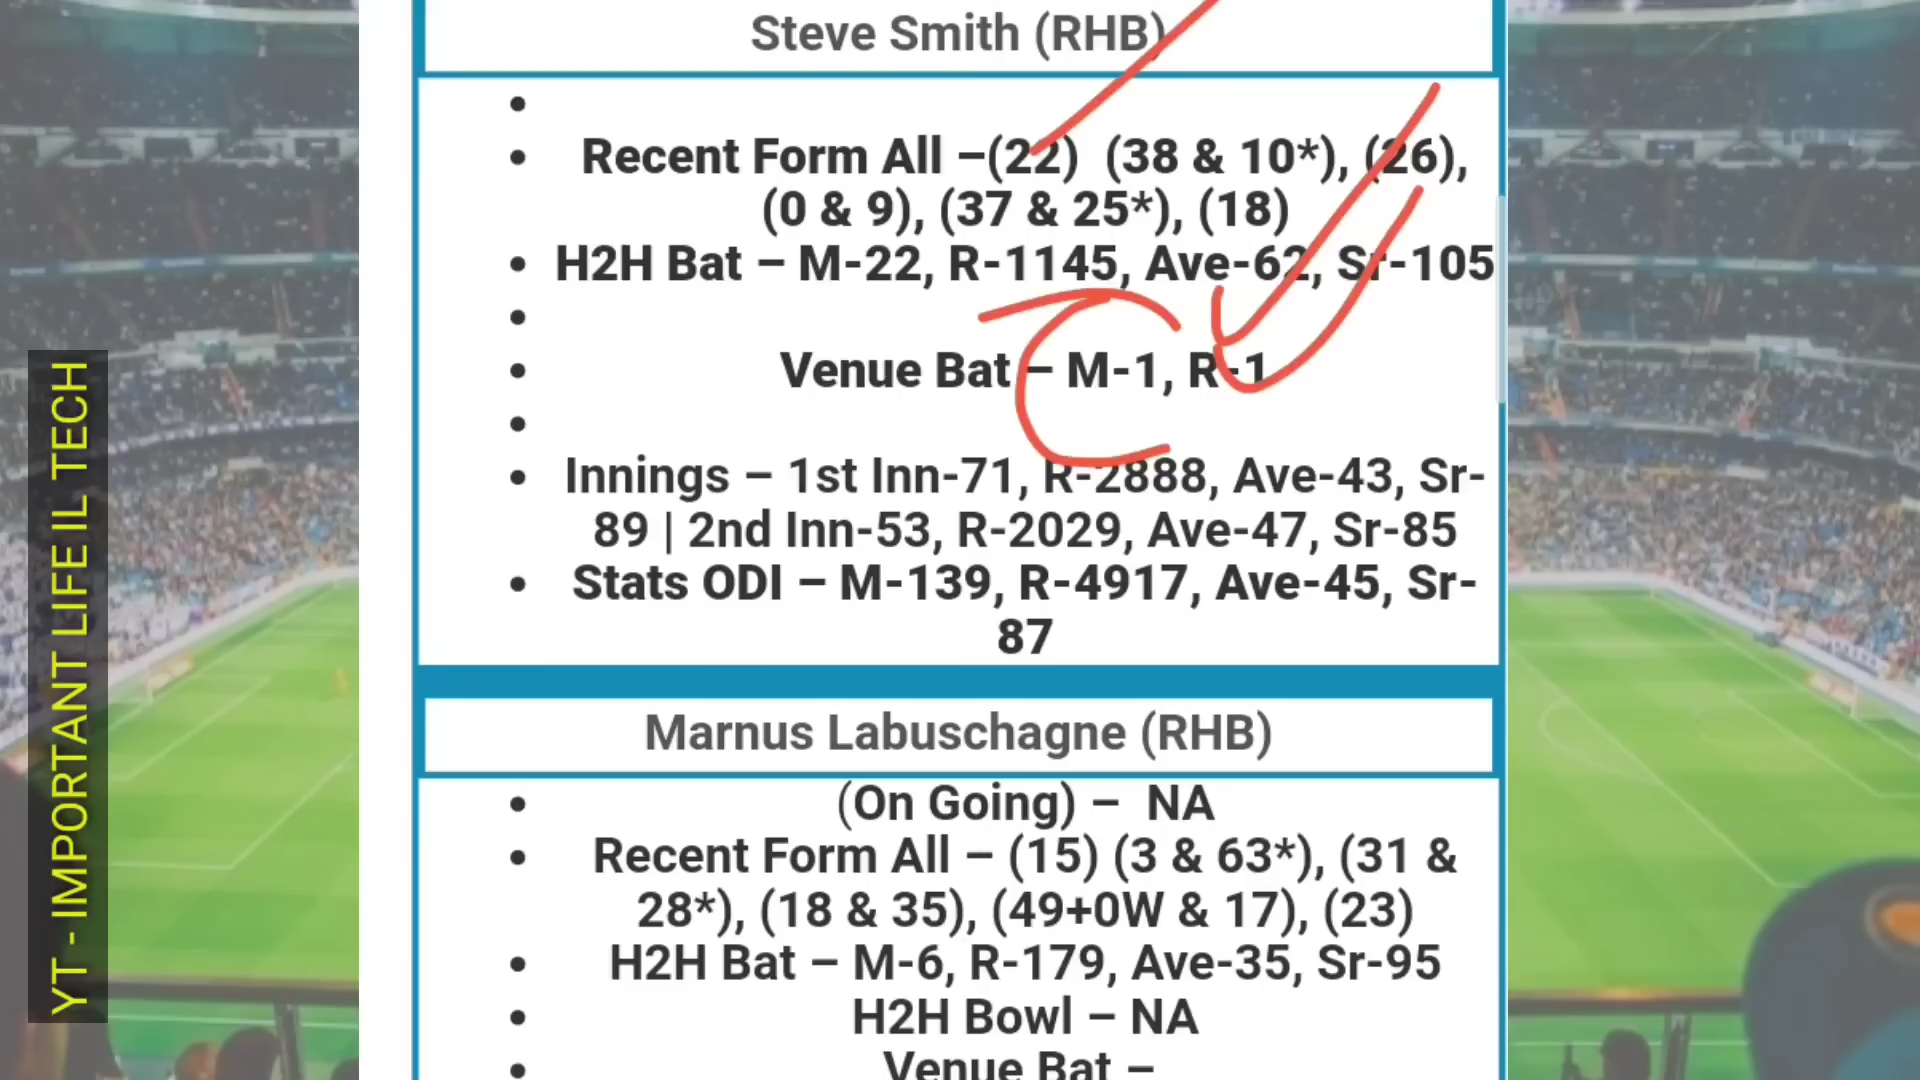 Steve Smith (RHB)
Recent Form All –(22) (38 & 10*), (26),
(0 & 9), (37 & 25*), (18)
H2H Bat – M-22, R-1145, Ave-62, Sr-105
Venue Bat – M-1, R-1
Innings – 1st Inn-71, R-2888, Ave-43, Sr-
89 | 2nd Inn-53, R-2029, Ave-47, Sr-85
Stats ODI – M-139, R-4917, Ave-45, Sr-
87
Marnus Labuschagne (RHB)
(On Going) – NA
Recent Form All – (15) (3 & 63*), (31 &
28*), (18 & 35), (49+0W & 17), (23)
H2H Bat – M-6, R-179, Ave-35, Sr-95
H2H Bowl – NA
Venue Bat –
YT - IMPORTANT LIFE IL TECH